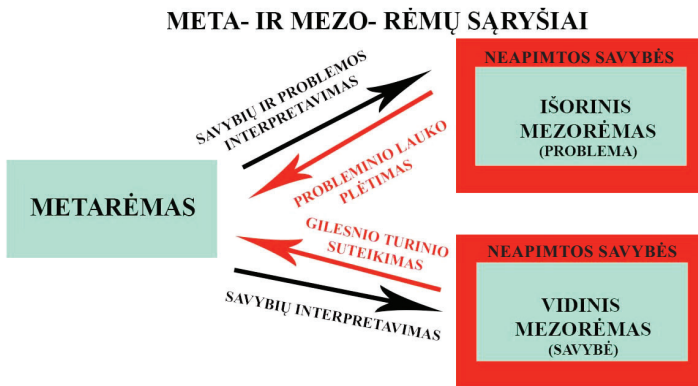 META- IR MEZO- RĖMŲ SĄRYŠIAI
SAVYBIŲ IR PROBLEMOS
INTERPRETAVIMAS
NEAPIMTOS SAVYBĖS
IŠORINIS
MEZORĖMAS
(PROBLEMA)
PROBLEMINIO LAUKO
PLĖTIMAS
METARĖMAS
GILESNIO TURINIO
SUTEIKIMAS
SAVYBIŲ INTERPRETAVIMAS
NEAPIMTOS SAVYBĖS
VIDINIS
MEZORĖMAS
(SAVYBĖ)